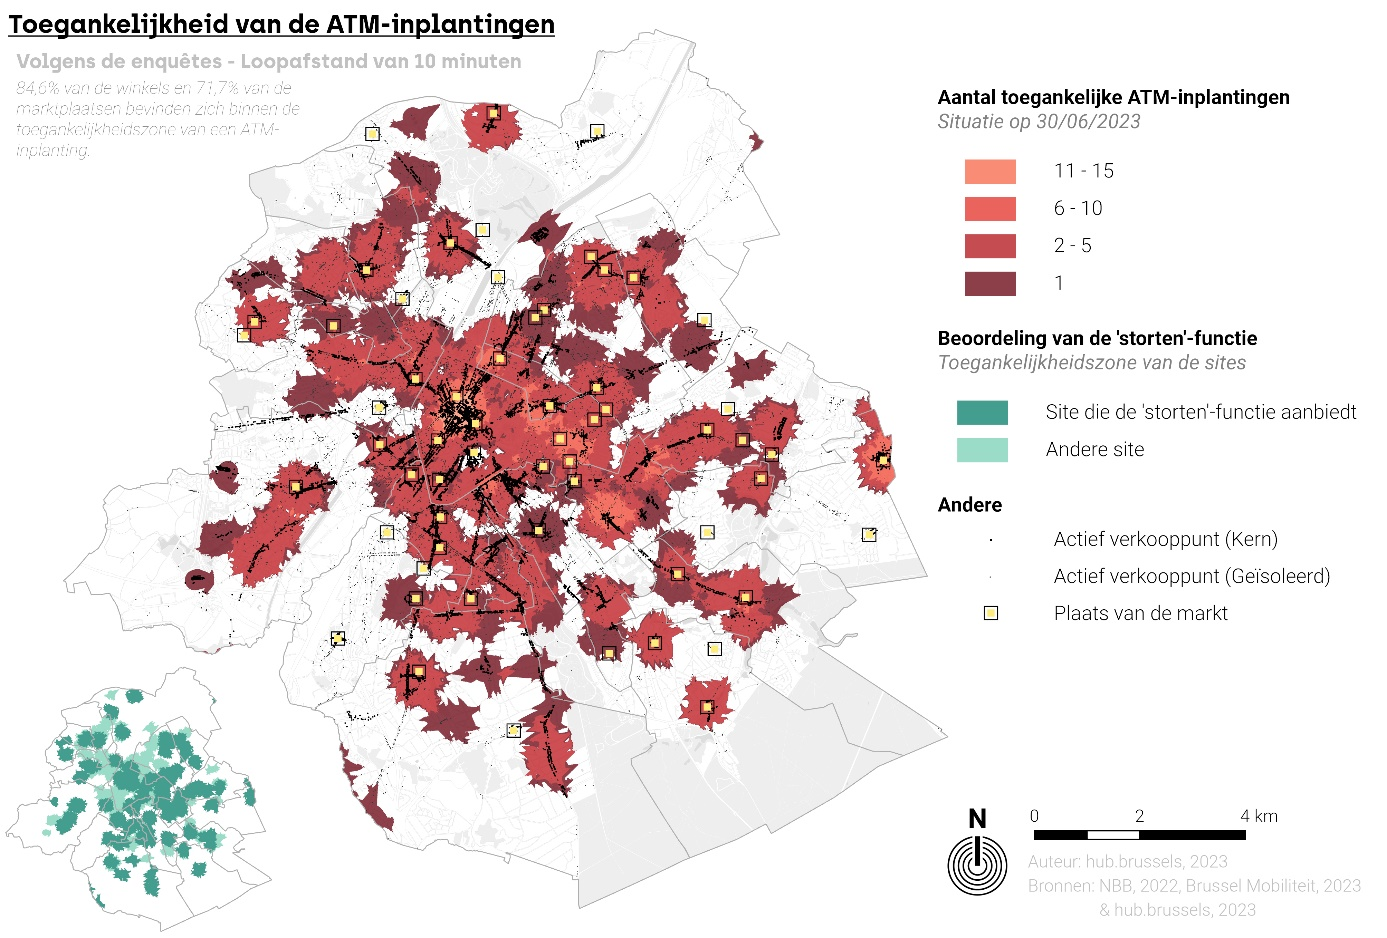 Toegankelijkheid van de ATM-inplantingen
Volgens de enquêtes - Loopafstand van 10 minuten
84,6% van de winkels en 71,7% van de
marktplaatsen bevinden zich binnen de
toegankelijkheidszone van een ATM-
inplanting.
Aantal toegankelijke ATM-inplantingen
Situatie op 30/06/2023
11 - 15
6 - 10
2 - 5
1
Beoordeling van de 'storten'-functie
Toegankelijkheidszone van de sites
Site die de 'storten'-functie aanbiedt
Andere site
Andere
Actief verkooppunt (Kern)
Actief verkooppunt (Geïsoleerd)
Plaats van de markt
N
0 2 4 km
Auteur: hub.brussels, 2023
Bronnen: NBB, 2022, Brussel Mobiliteit, 2023
& hub.brussels, 2023